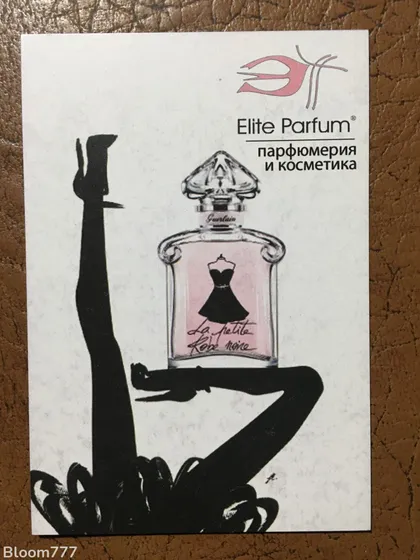 Elite Parfum®
парфюмерия
и косметика
Guerlain
La petite
Robe noire
Bloom777